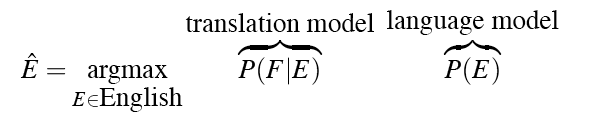 translation model language model
Ê = argmax P(F|E) P(E)
E∈English